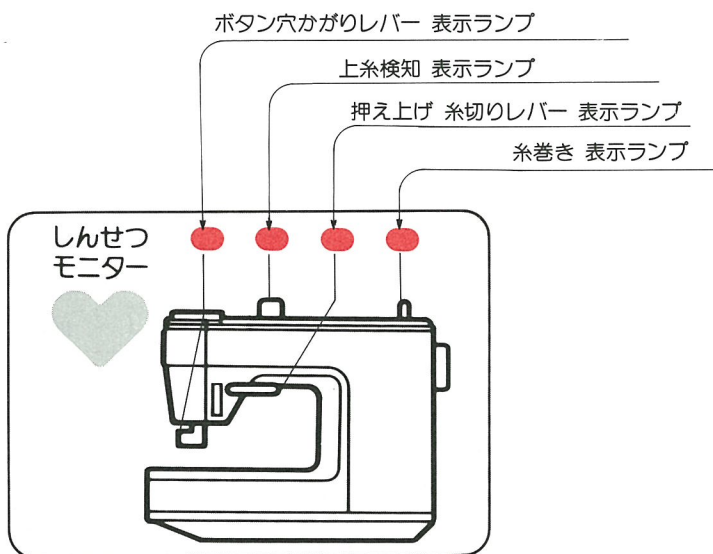 ボタン穴かがりレバー 表示ランプ
上糸検知 表示ランプ
押え上げ 糸切りレバー 表示ランプ
糸巻き 表示ランプ
しんせつ
モニター